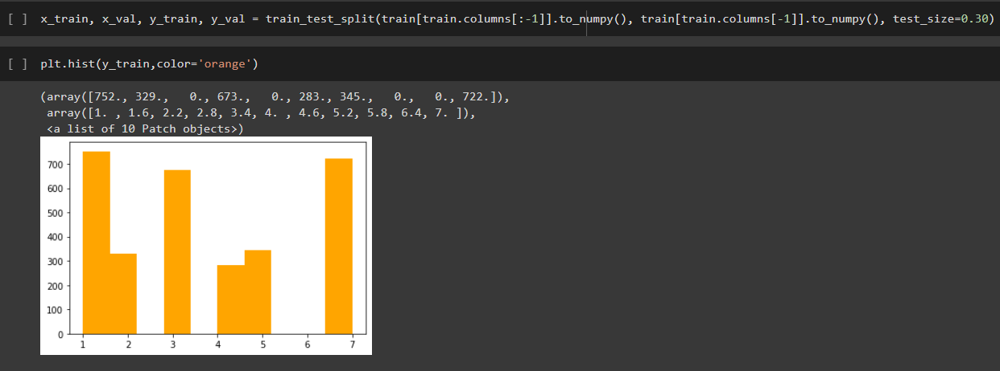 [ ] x_train, x_val, y_train, y_val = train_test_split(train[train.columns[:-1]].to_numpy(), train[train.columns[-1]].to_numpy(), test_size=0.30)
[ ] plt.hist(y_train,color='orange')
(array([752., 329.,   0., 673.,   0., 283., 345.,   0.,   0., 722.]),
 array([1. , 1.6, 2.2, 2.8, 3.4, 4. , 4.6, 5.2, 5.8, 6.4, 7. ]),
 <a list of 10 Patch objects>)
700
600
500
400
300
200
100
0
1 2 3 4 5 6 7